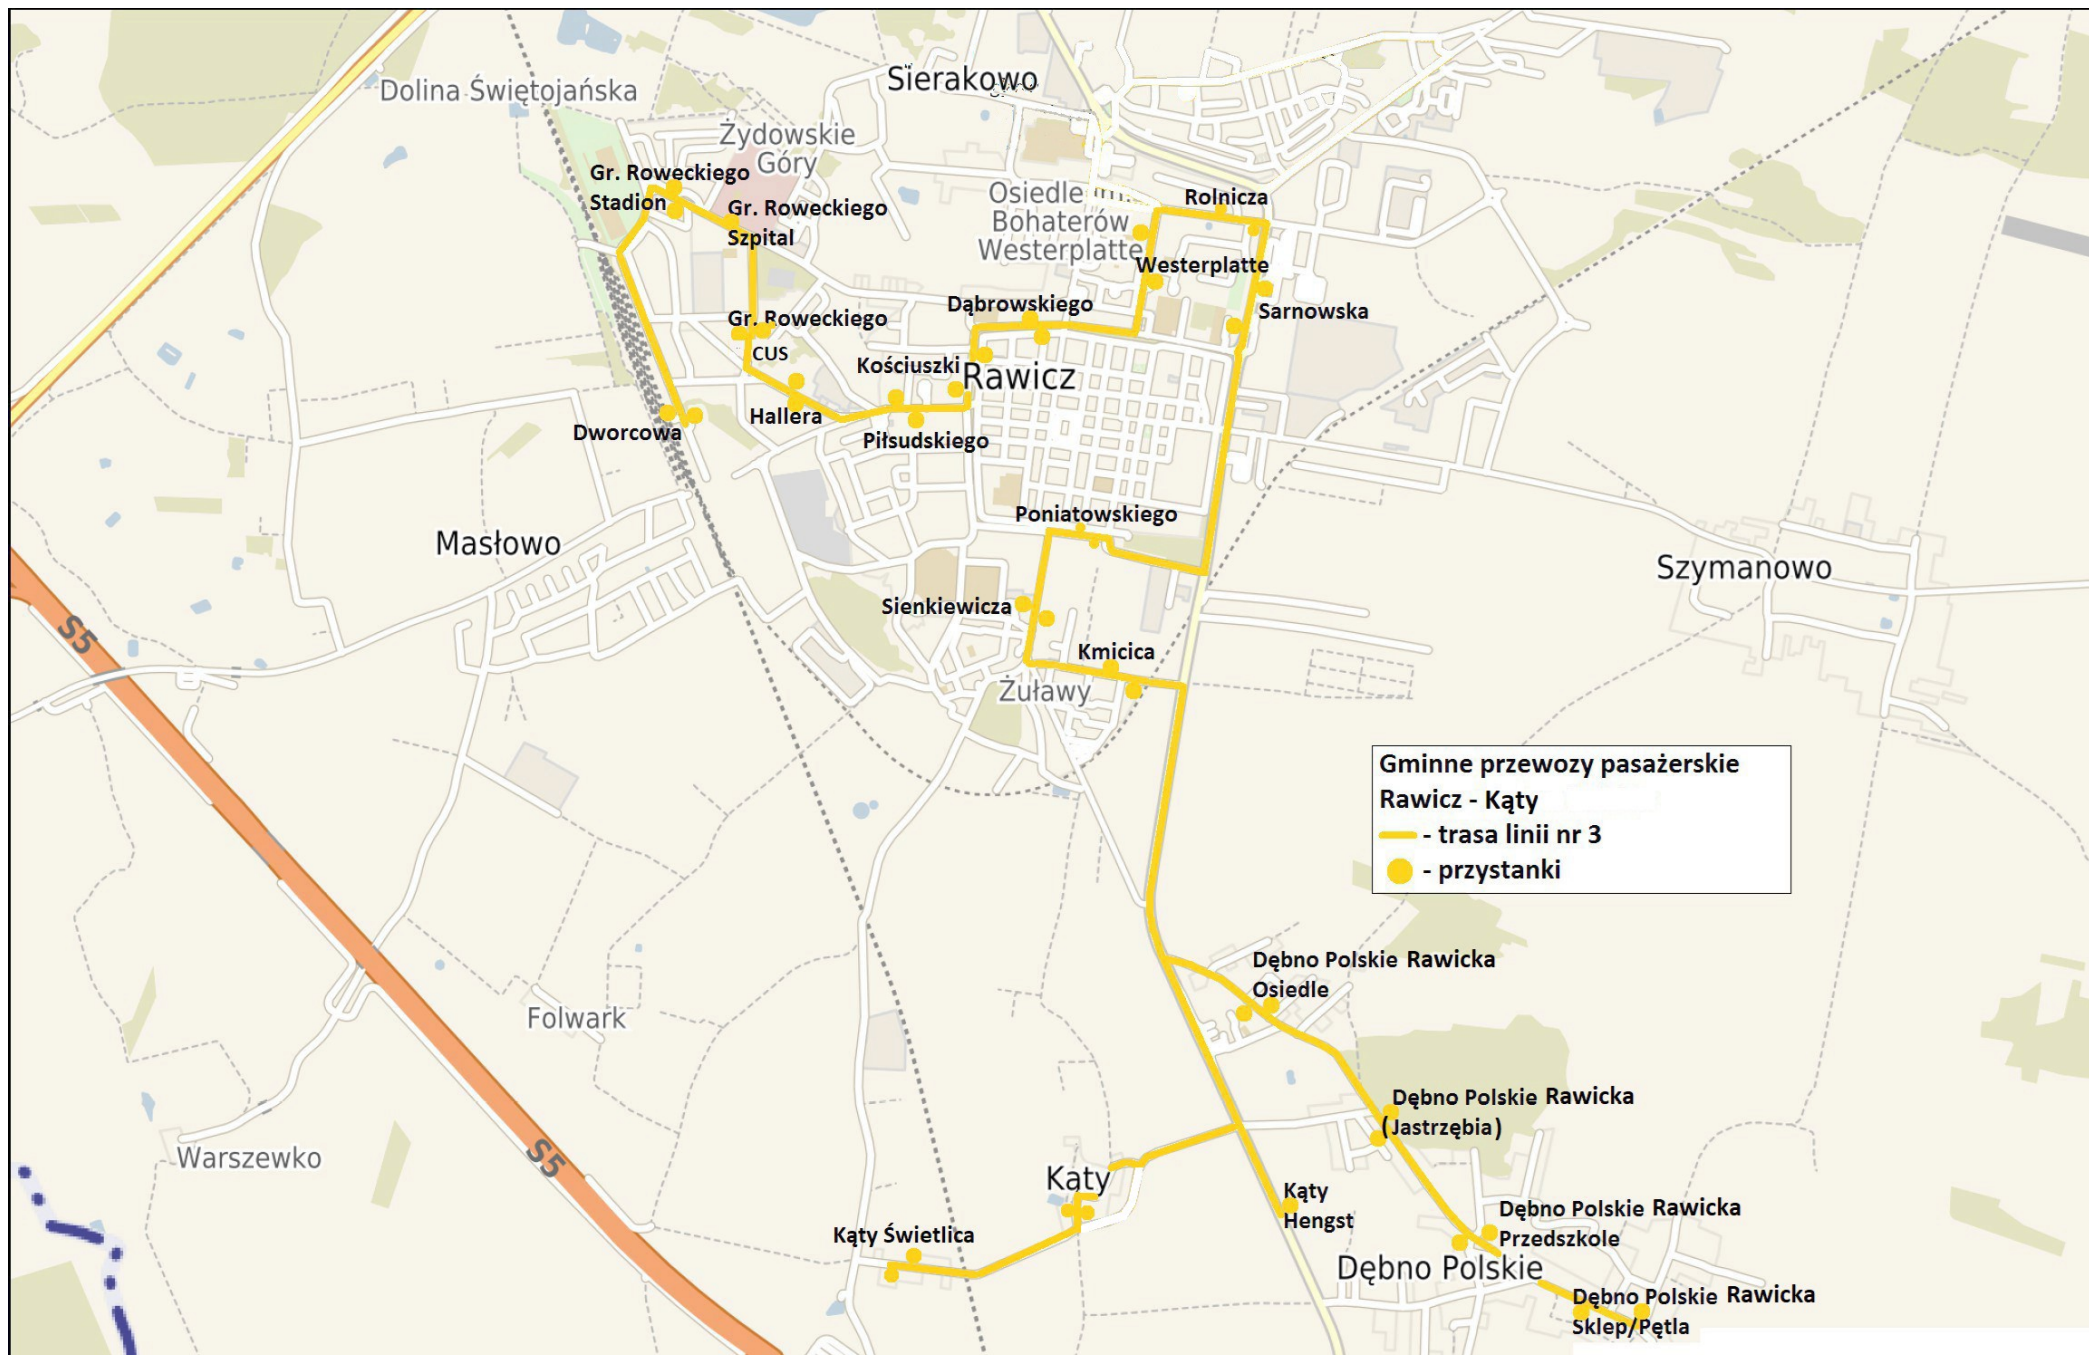 Sierakowo
Dolina Świętojańska
Żydowskie
Góry
Gr. Roweckiego
Stadion
Gr. Roweckiego
Szpital
Osiedle im.
Bohaterów
Westerplatte
Rolnicza
Westerplatte
Sarnowska
Dąbrowskiego
Gr. Roweckiego
CUS
Kościuszki
Rawicz
Hallera
Dworcowa
Piłsudskiego
Poniatowskiego
Masłowo
Szymanowo
Sienkiewicza
S5
Kmicica
Żuławy
Gminne przewozy pasażerskie
Rawicz - Kąty
- trasa linii nr 3
- przystanki
Dębno Polskie Rawicka
Osiedle
Folwark
Dębno Polskie Rawicka
(Jastrzębia)
Warszewko
S5
Kąty
Kąty
Hengst
Dębno Polskie Rawicka
Przedszkole
Kąty Świetlica
Dębno Polskie
Dębno Polskie Rawicka
Sklep/Pętla